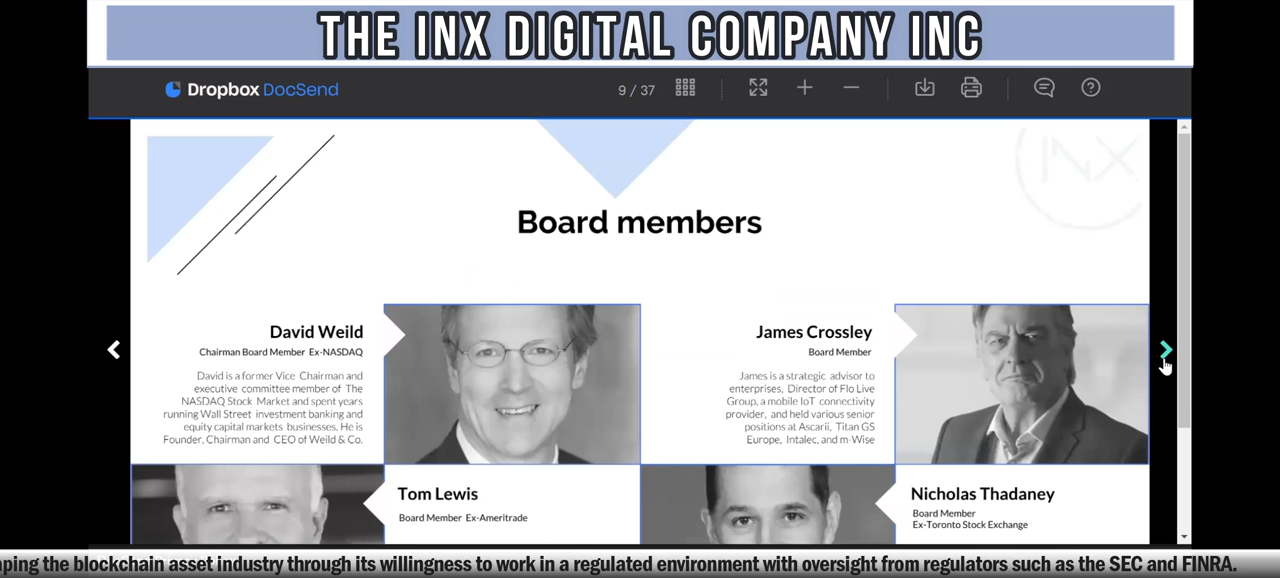 THE INX DIGITAL COMPANY INC
Dropbox DocSend
9 / 37
INX
Board members
David Weild
Chairman Board Member Ex-NASDAQ
David is a former Vice Chairman and
executive committee member of The
NASDAQ Stock Market and spent years
running Wall Street investment banking and
equity capital markets businesses. He is
Founder, Chairman and CEO of Weild & Co.
James Crossley
Board Member
James is a strategic advisor to
enterprises, Director of Flo Live
Group, a mobile IoT connectivity
provider, and held various senior
positions at Ascarii, Titan GS
Europe, Intalec, and m-Wise
Tom Lewis
Board Member Ex-Ameritrade
Nicholas Thadaney
Board Member
Ex-Toronto Stock Exchange
aping the blockchain asset industry through its willingness to work in a regulated environment with oversight from regulators such as the SEC and FINRA.